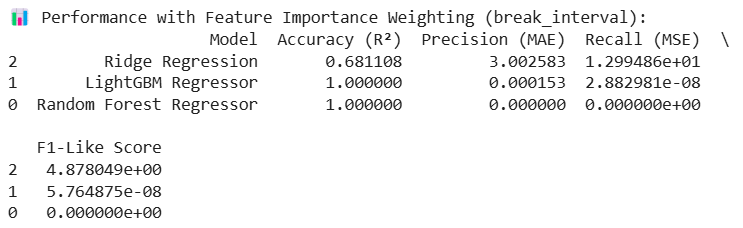 📊 Performance with Feature Importance Weighting (break_interval):
Model Accuracy (R²) Precision (MAE) Recall (MSE) \
2 Ridge Regression 0.681108 3.002583 1.299486e+01
1 LightGBM Regressor 1.000000 0.000153 2.882981e-08
0 Random Forest Regressor 1.000000 0.000000 0.000000e+00
F1-Like Score
2 4.878049e+00
1 5.764875e-08
0 0.000000e+00